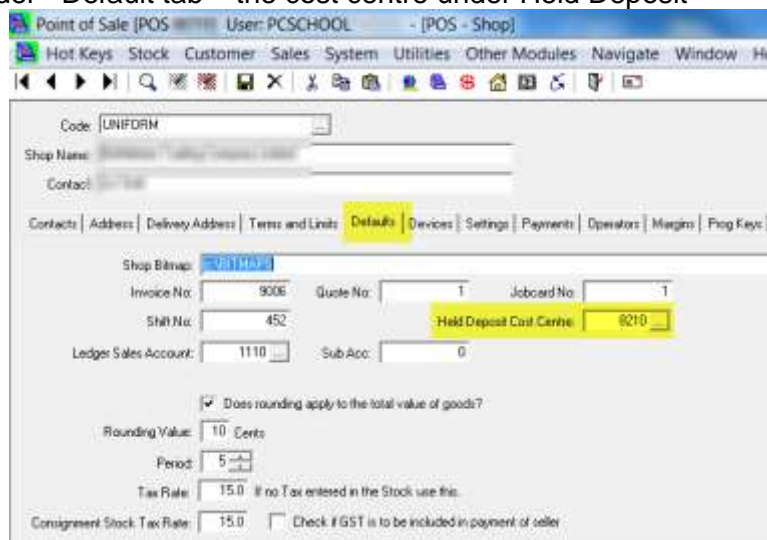 Default tab – the cost centre under Held Deposit
Point of Sale [POS User: PCSCHOOL - [POS - Shop]
Hot Keys Stock Customer Sales System Utilities Other Modules Navigate Window
Code: UNIFORM ...
Shop Name:
Contact:
Contacts Address Delivery Address Terms and Limits Defaults Devices Settings Payments Operators Margins Prog Keys
Shop Bitmap:
Invoice No: 9006 Quote No: 1 Jobcard No: 1
Shift No: 452 Held Deposit Cost Centre: 8210 ...
Ledger Sales Account: 1110 ... Sub Acc: 0
Does rounding apply to the total value of goods?
Rounding Value: 10 Cents
Period: 5
Tax Rate: 15.0 If no Tax entered in the Stock use this.
Consignment Stock Tax Rate: 15.0 Check if GST is to be included in payment of seller